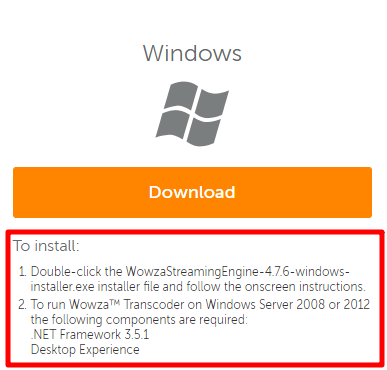 Windows
Download
To install:
1. Double-click the WowzaStreamingEngine-4.7.6-windows-
installer.exe installer file and follow the onscreen instructions.
2. To run Wowza™ Transcoder on Windows Server 2008 or 2012
the following components are required:
.NET Framework 3.5.1
Desktop Experience